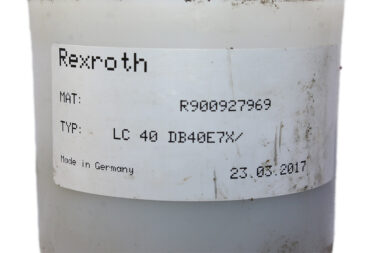 Rexroth
MAT: R900927969
TYP: LC 40 DB40E7X/
Made in Germany 23.03.2017